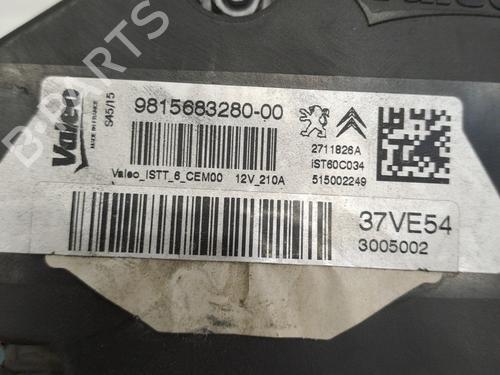 Valeo
MADE IN FRANCE
S45/15
9815683280-00
2711826A
iST60C034
515002249
Valeo_ISTT_6_CEM00 12V_210A
37VE54
3005002
B-PARTS